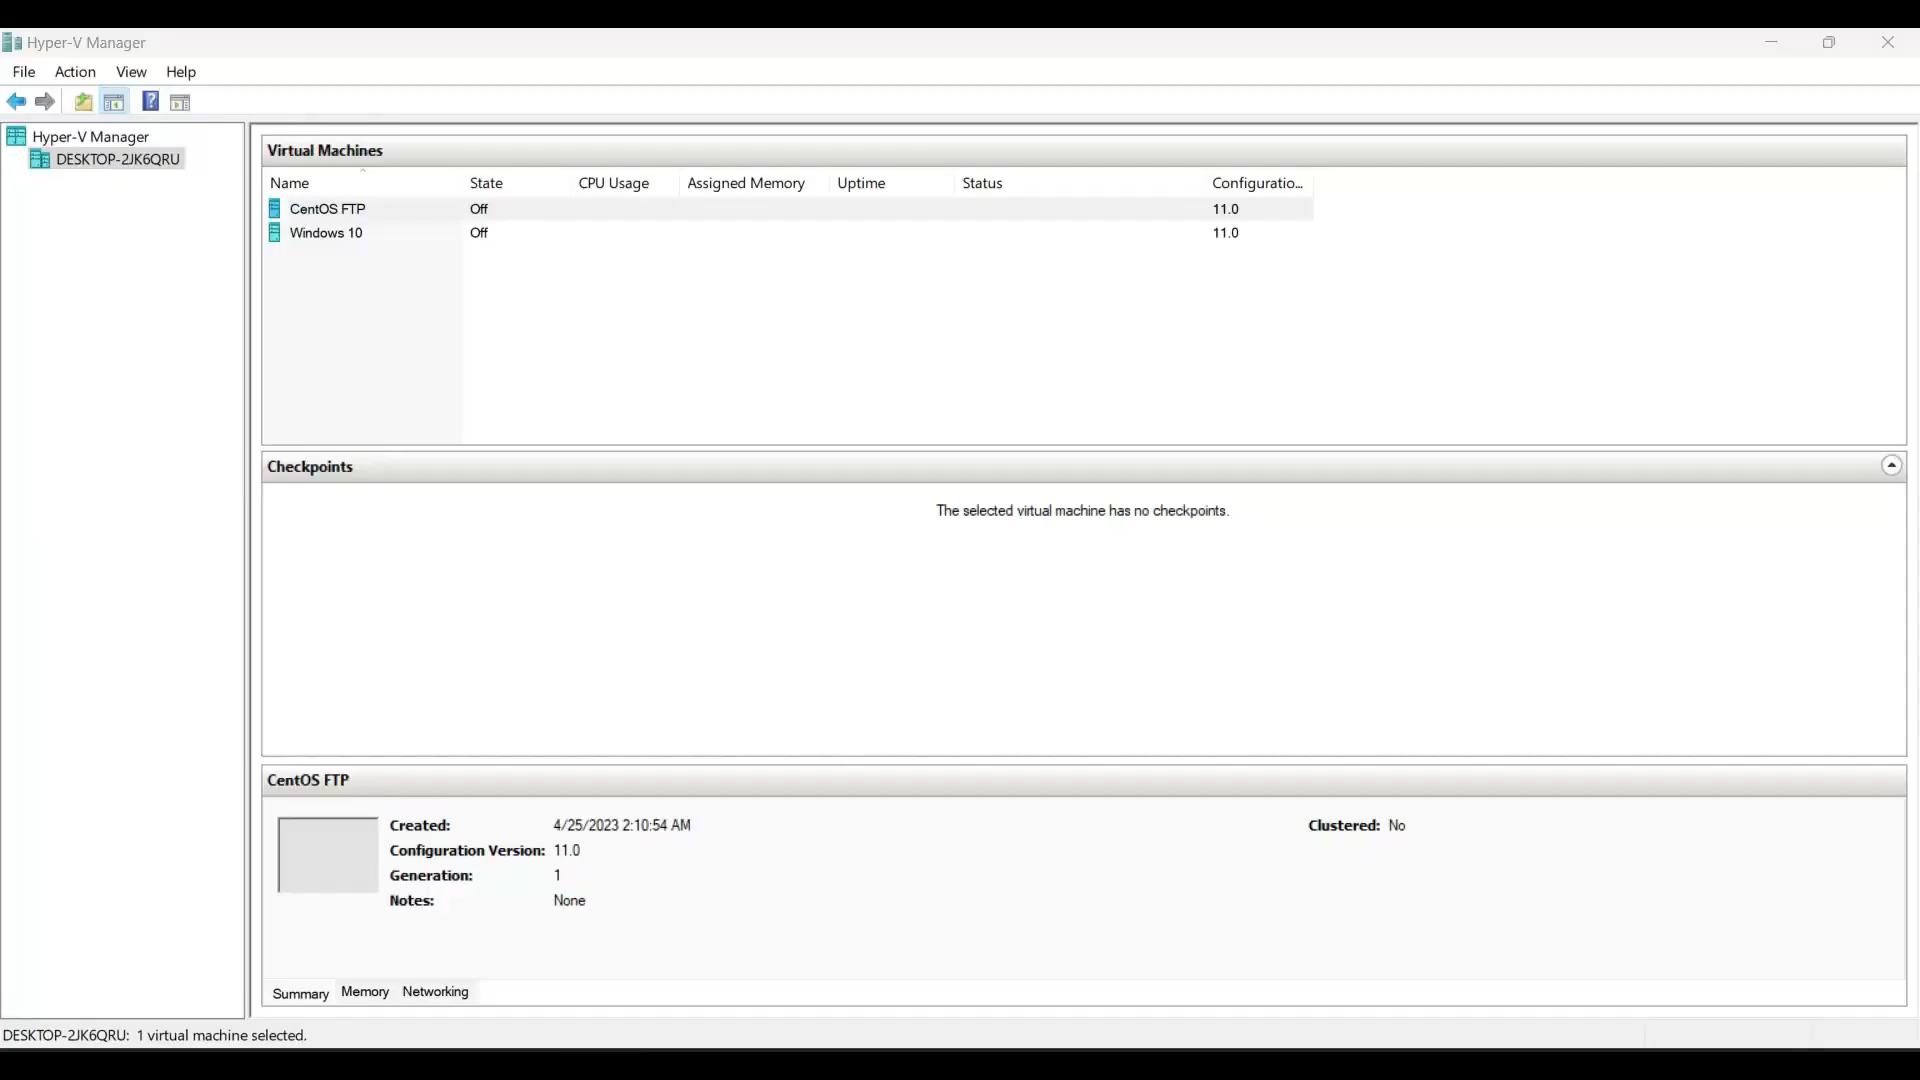 Hyper-V Manager
File Action View Help
Hyper-V Manager
DESKTOP-2JK6QRU
Virtual Machines
Name State CPU Usage Assigned Memory Uptime Status Configuratio...
CentOS FTP Off 11.0
Windows 10 Off 11.0
Checkpoints
The selected virtual machine has no checkpoints.
CentOS FTP
Created: 4/25/2023 2:10:54 AM Clustered: No
Configuration Version: 11.0
Generation: 1
Notes: None
Summary Memory Networking
DESKTOP-2JK6QRU: 1 virtual machine selected.